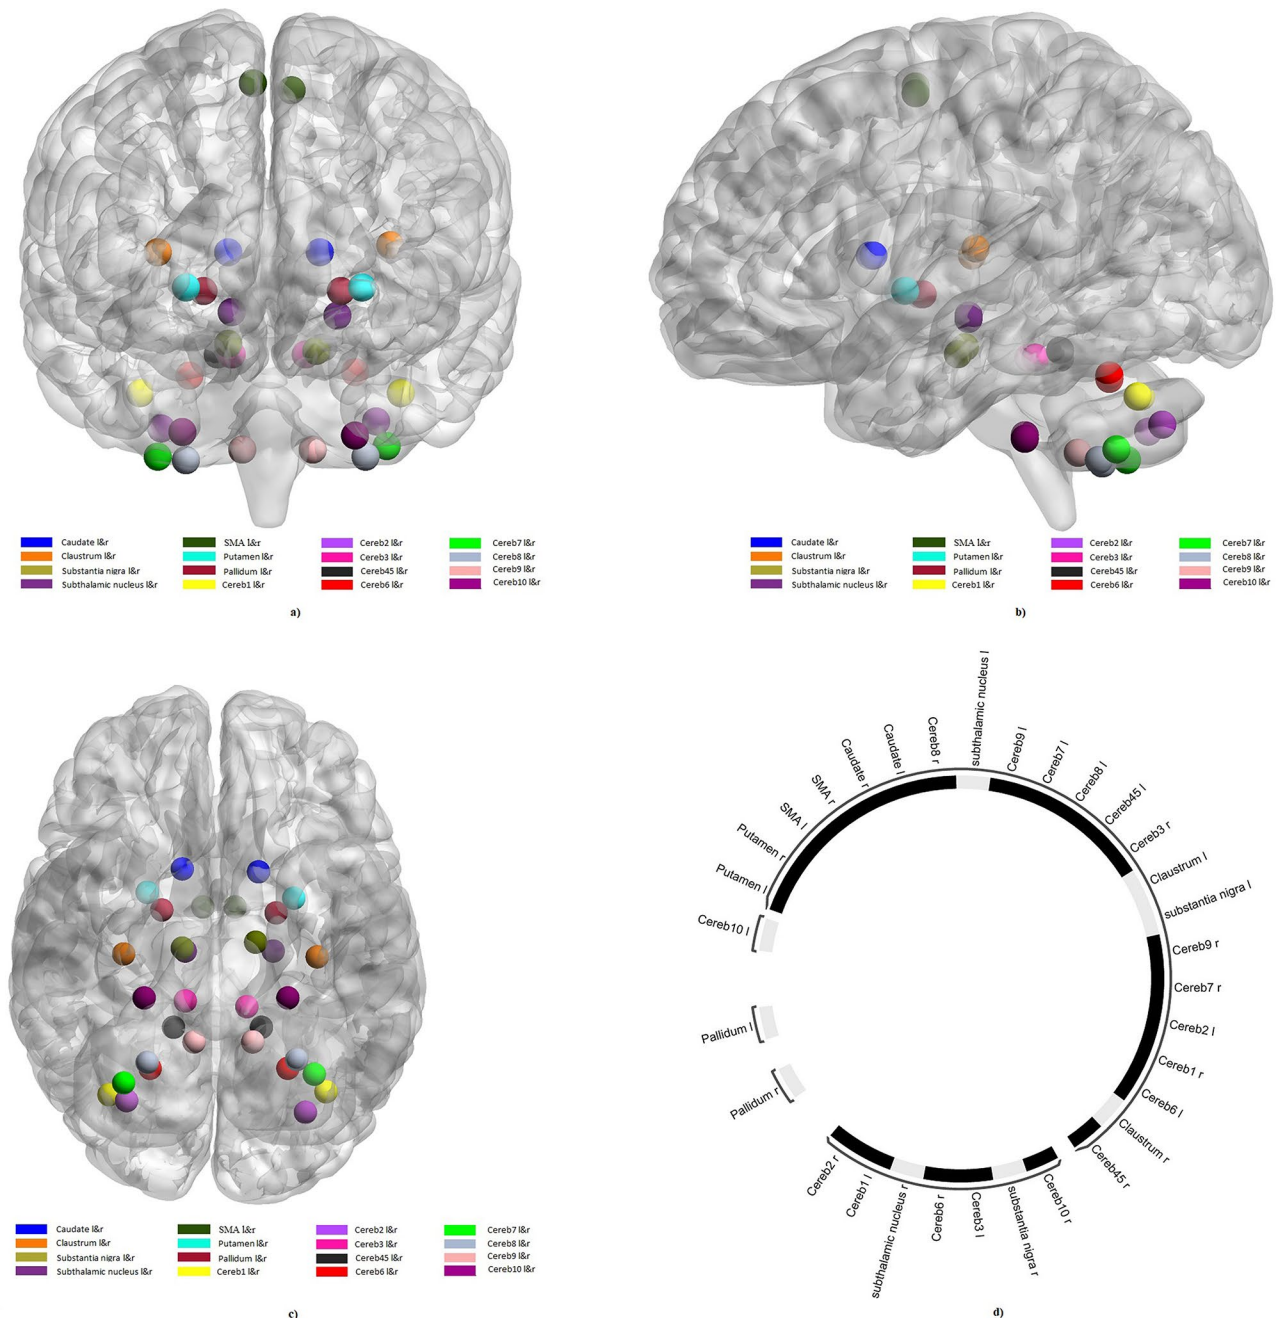 Caudate l&r SMA l&r Cereb2 l&r Cereb7 l&r
Claustrum l&r Putamen l&r Cereb3 l&r Cereb8 l&r
Substantia nigra l&r Pallidum l&r Cereb45 l&r Cereb9 l&r
Subthalamic nucleus l&r Cereb1 l&r Cereb6 l&r Cereb10 l&r
a)
Caudate l&r SMA l&r Cereb2 l&r Cereb7 l&r
Claustrum l&r Putamen l&r Cereb3 l&r Cereb8 l&r
Substantia nigra l&r Pallidum l&r Cereb45 l&r Cereb9 l&r
Subthalamic nucleus l&r Cereb1 l&r Cereb6 l&r Cereb10 l&r
b)
Caudate l&r SMA l&r Cereb2 l&r Cereb7 l&r
Claustrum l&r Putamen l&r Cereb3 l&r Cereb8 l&r
Substantia nigra l&r Pallidum l&r Cereb45 l&r Cereb9 l&r
Subthalamic nucleus l&r Cereb1 l&r Cereb6 l&r Cereb10 l&r
c)
subthalamic nucleus l
Cereb9 l
Cereb7 l
Cereb8 l
Cereb45 l
Cereb3 r
Claustrum l
substantia nigra l
Cereb9 r
Cereb7 r
Cereb2 l
Cereb1 r
Cereb6 l
Claustrum r
Cereb45 r
Cereb10 r
substantia nigra r
Cereb3 l
Cereb6 r
subthalamic nucleus r
Cereb1 l
Cereb2 r
Pallidum r
Pallidum l
Cereb10 l
Putamen l
Putamen r
SMA l
SMA r
Caudate r
Caudate l
Cereb8 r
d)